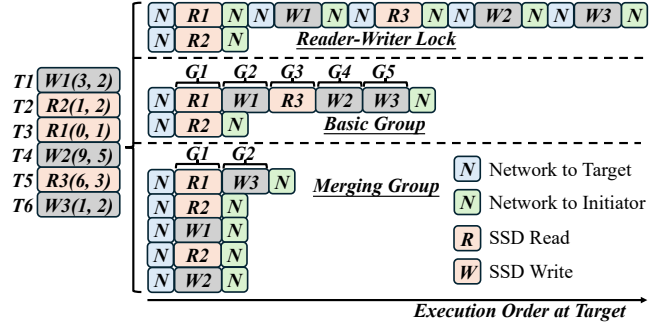 T1 W1(3, 2)
T2 R2(1, 2)
T3 R1(0, 1)
T4 W2(9, 5)
T5 R3(6, 3)
T6 W3(1, 2)
N R1 N N W1 N N R3 N N W2 N N W3 N
N R2 N
Reader-Writer Lock
G1 G2 G3 G4 G5
N R1 W1 R3 W2 W3 N
N R2 N
Basic Group
G1 G2
N R1 W3 N
N R2 N
N W1 N
N R2 N
N W2 N
Merging Group
N Network to Target
N Network to Initiator
R SSD Read
W SSD Write
Execution Order at Target